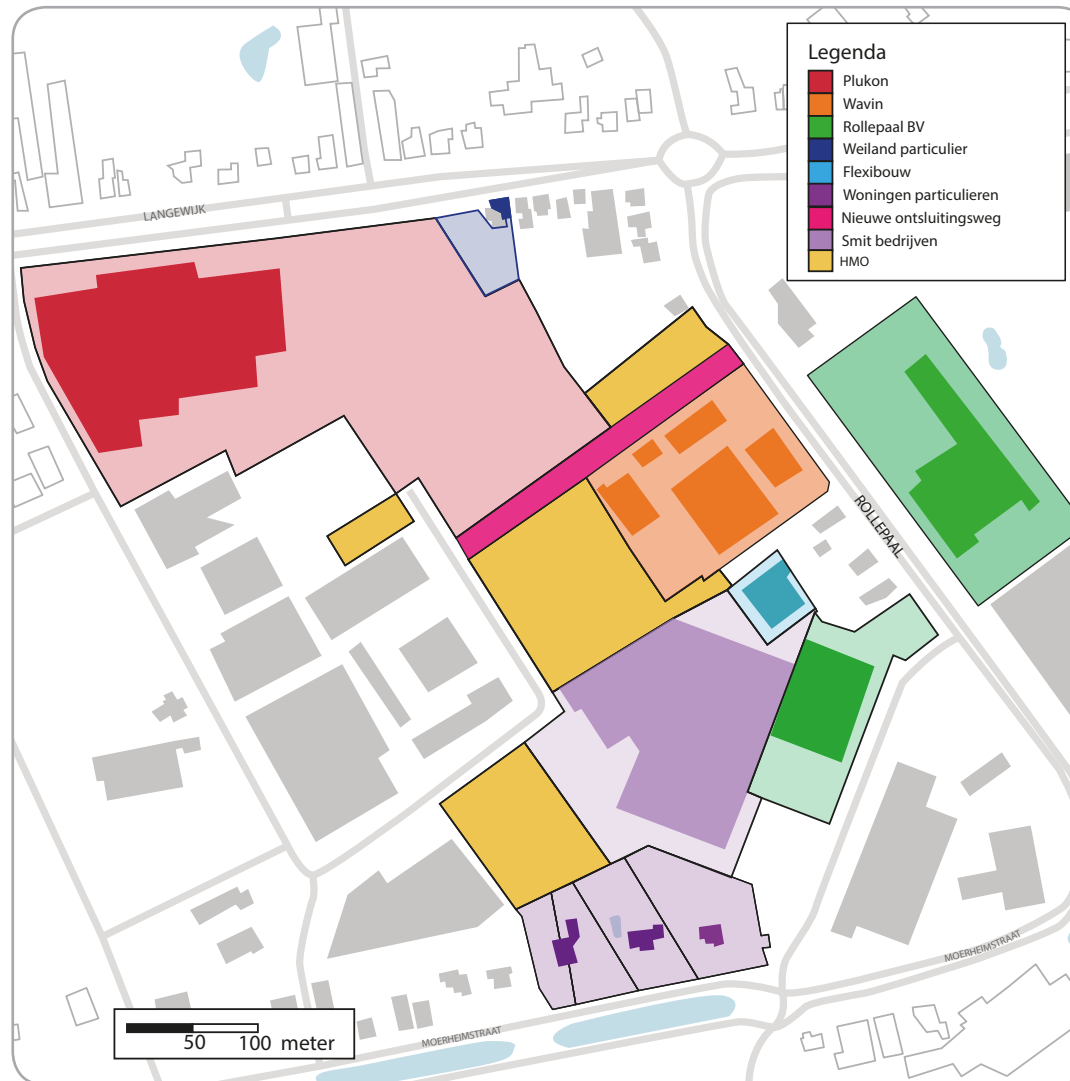 Legenda
Plukon
Wavin
Rollepaal BV
Weiland particulier
Flexibouw
Woningen particulieren
Nieuwe ontsluitingsweg
Smit bedrijven
HMO
LANGEWIJK
ROLLEPAAL
MOERHEIMSTRAAT
MOERHEIMSTRAAT
50 100 meter